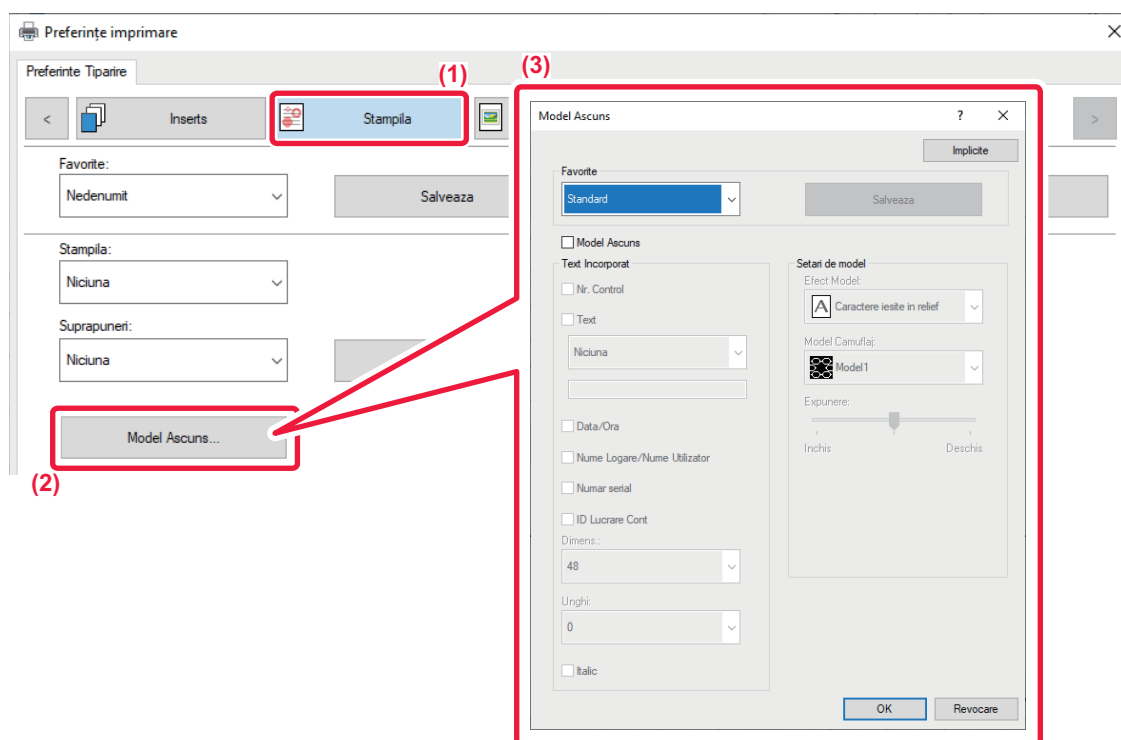 Preferințe imprimare
Preferinte Tiparire
(1)
(3)
<
Inserts
Stampila
>
Favorite:
Nedenumit
Salveaza
Stampila:
Niciuna
Suprapuneri:
Niciuna
Model Ascuns...
(2)
Model Ascuns
?
Implicite
Favorite
Standard
Salveaza
Model Ascuns
Text Incorporat
Nr. Control
Text
Niciuna
Data/Ora
Nume Logare/Nume Utilizator
Numar serial
ID Lucrare Cont
Dimens.:
48
Unghi:
0
Italic
Setari de model
Efect Model:
A Caractere iesite in relief
Model Camuflaj:
Model1
Expunere:
Inchis Deschis
OK Revocare